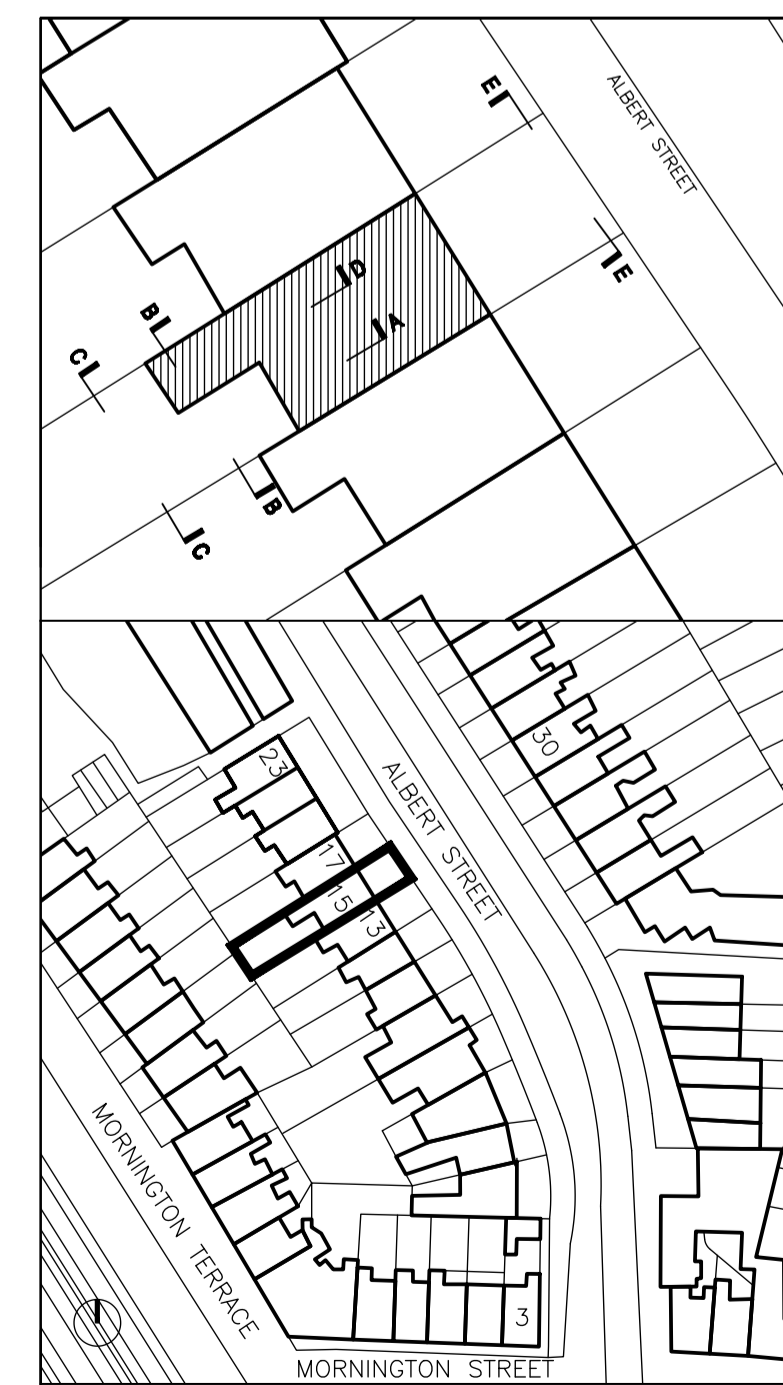 E
ALBERT STREET
E
D
A
B
C
B
C
30
23
ALBERT STREET
17
15
13
MORNINGTON TERRACE
3
MORNINGTON STREET